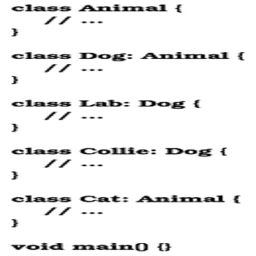 class Animal {
// ...
}
class Dog: Animal {
// ...
}
class Lab: Dog {
// ...
}
class Collie: Dog {
// ...
}
class Cat: Animal {
// ...
}
void main() {}